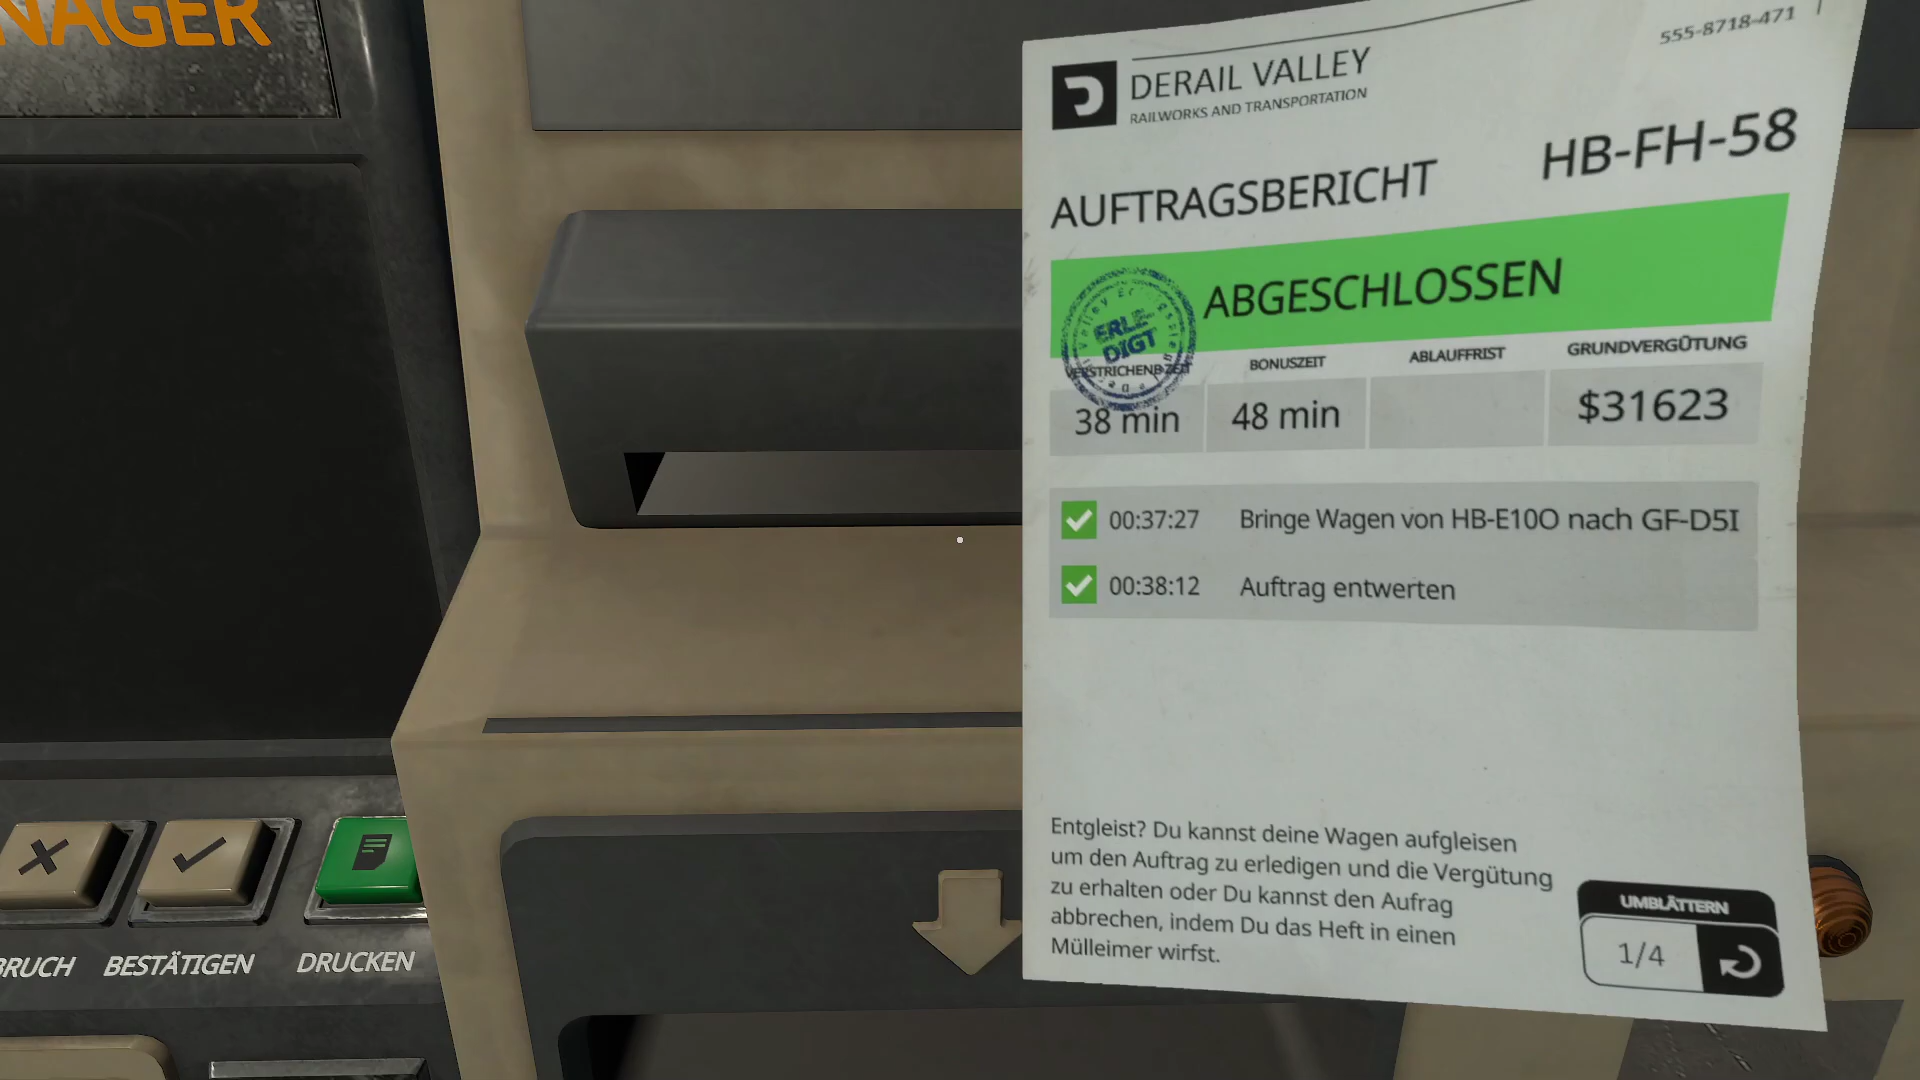 NAGER
555-8718-471
DERAIL VALLEY
RAILWORKS AND TRANSPORTATION
AUFTRAGSBERICHT
HB-FH-58
ABGESCHLOSSEN
ERLE-
DIGT
VERSTRICHENE ZEIT
BONUSZEIT
ABLAUFFRIST
GRUNDVERGÜTUNG
38 min
48 min
$31623
00:37:27 Bringe Wagen von HB-E10O nach GF-D5I
00:38:12 Auftrag entwerten
Entgleist? Du kannst deine Wagen aufgleisen
um den Auftrag zu erledigen und die Vergütung
zu erhalten oder Du kannst den Aufrag
abbrechen, indem Du das Heft in einen
Mülleimer wirfst.
UMBLÄTTERN
1/4
BRUCH
BESTÄTIGEN
DRUCKEN